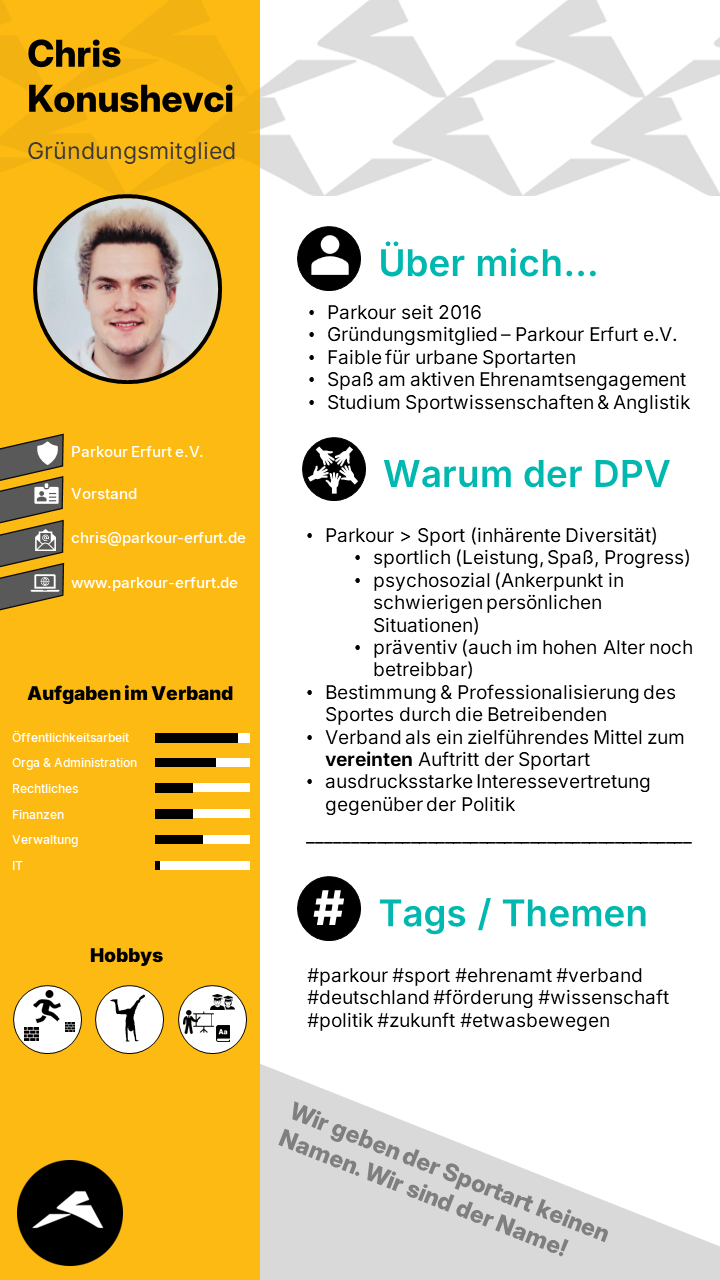 Chris
Konushevci
Gründungsmitglied
Parkour Erfurt e.V.
Vorstand
chris@parkour-erfurt.de
www.parkour-erfurt.de
Aufgaben im Verband
Öffentlichkeitsarbeit
Orga & Administration
Rechtliches
Finanzen
Verwaltung
IT
Hobbys
Aa
Über mich...
• Parkour seit 2016
• Gründungsmitglied – Parkour Erfurt e.V.
• Faible für urbane Sportarten
• Spaß am aktiven Ehrenamtsengagement
• Studium Sportwissenschaften & Anglistik
Warum der DPV
• Parkour > Sport (inhärente Diversität)
• sportlich (Leistung, Spaß, Progress)
• psychosozial (Ankerpunkt in
schwierigen persönlichen
Situationen)
• präventiv (auch im hohen Alter noch
betreibbar)
• Bestimmung & Professionalisierung des
Sportes durch die Betreibenden
• Verband als ein zielführendes Mittel zum
vereinten Auftritt der Sportart
• ausdrucksstarke Interessevertretung
gegenüber der Politik
#
Tags / Themen
#parkour #sport #ehrenamt #verband
#deutschland #förderung #wissenschaft
#politik #zukunft #etwasbewegen
Wir geben der Sportart keinen
Namen. Wir sind der Name!